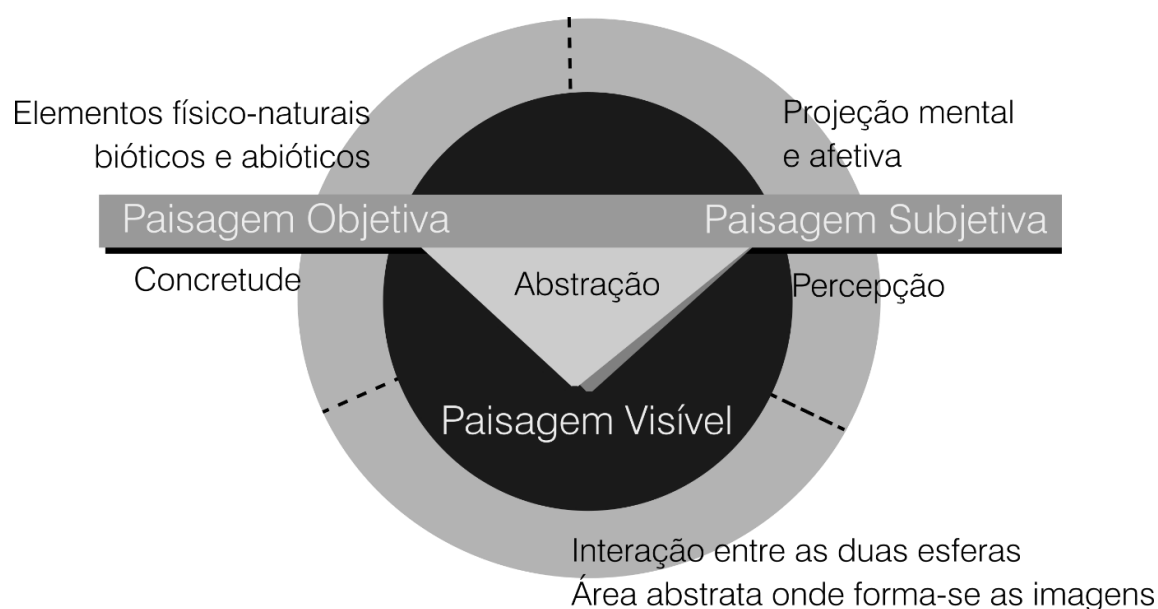 Elementos físico-naturais
bióticos e abióticos
Projeção mental
e afetiva
Paisagem Objetiva
Paisagem Subjetiva
Concretude
Abstração
Percepção
Paisagem Visível
Interação entre as duas esferas
Área abstrata onde forma-se as imagens